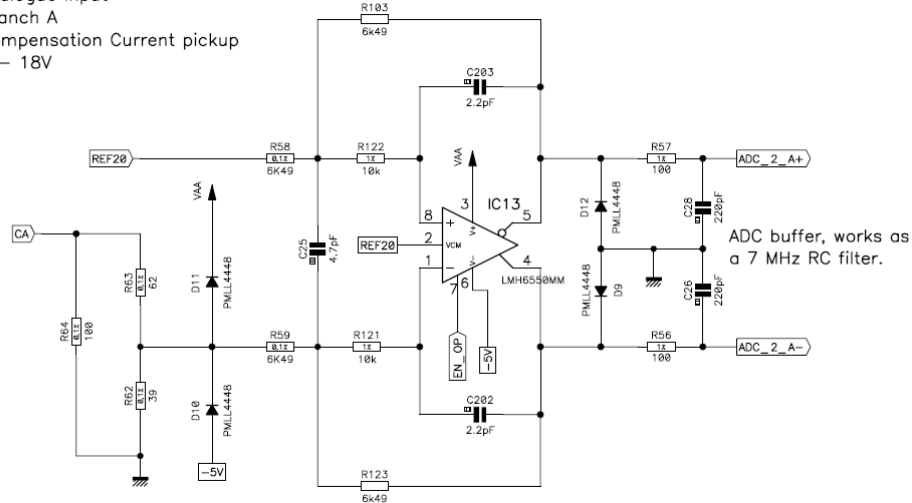 anch A
ompensation Current pickup
– 18V
R103
6k49
C203
2.2pF
REF20
R58
0,1%
6K49
R122
1%
10k
VAA
VAA
IC13
R57
1%
100
ADC_2_A+
D12
PMLL4448
C28
220pF
CA
C25
4.7pF
REF20
3
V+
8
+
5
2
VCM
1
–
4
V-
6
7
LMH6550MM
ADC buffer, works as
a 7 MHz RC filter.
R63
0,1%
62
D11
PMLL4448
PMLL4448
D9
C26
220pF
R64
0,1%
100
R59
0,1%
6K49
R121
1%
10k
EN_OP
-5V
R56
1%
100
ADC_2_A-
R62
0,1%
39
D10
PMLL4448
C202
2.2pF
-5V
R123
6k49